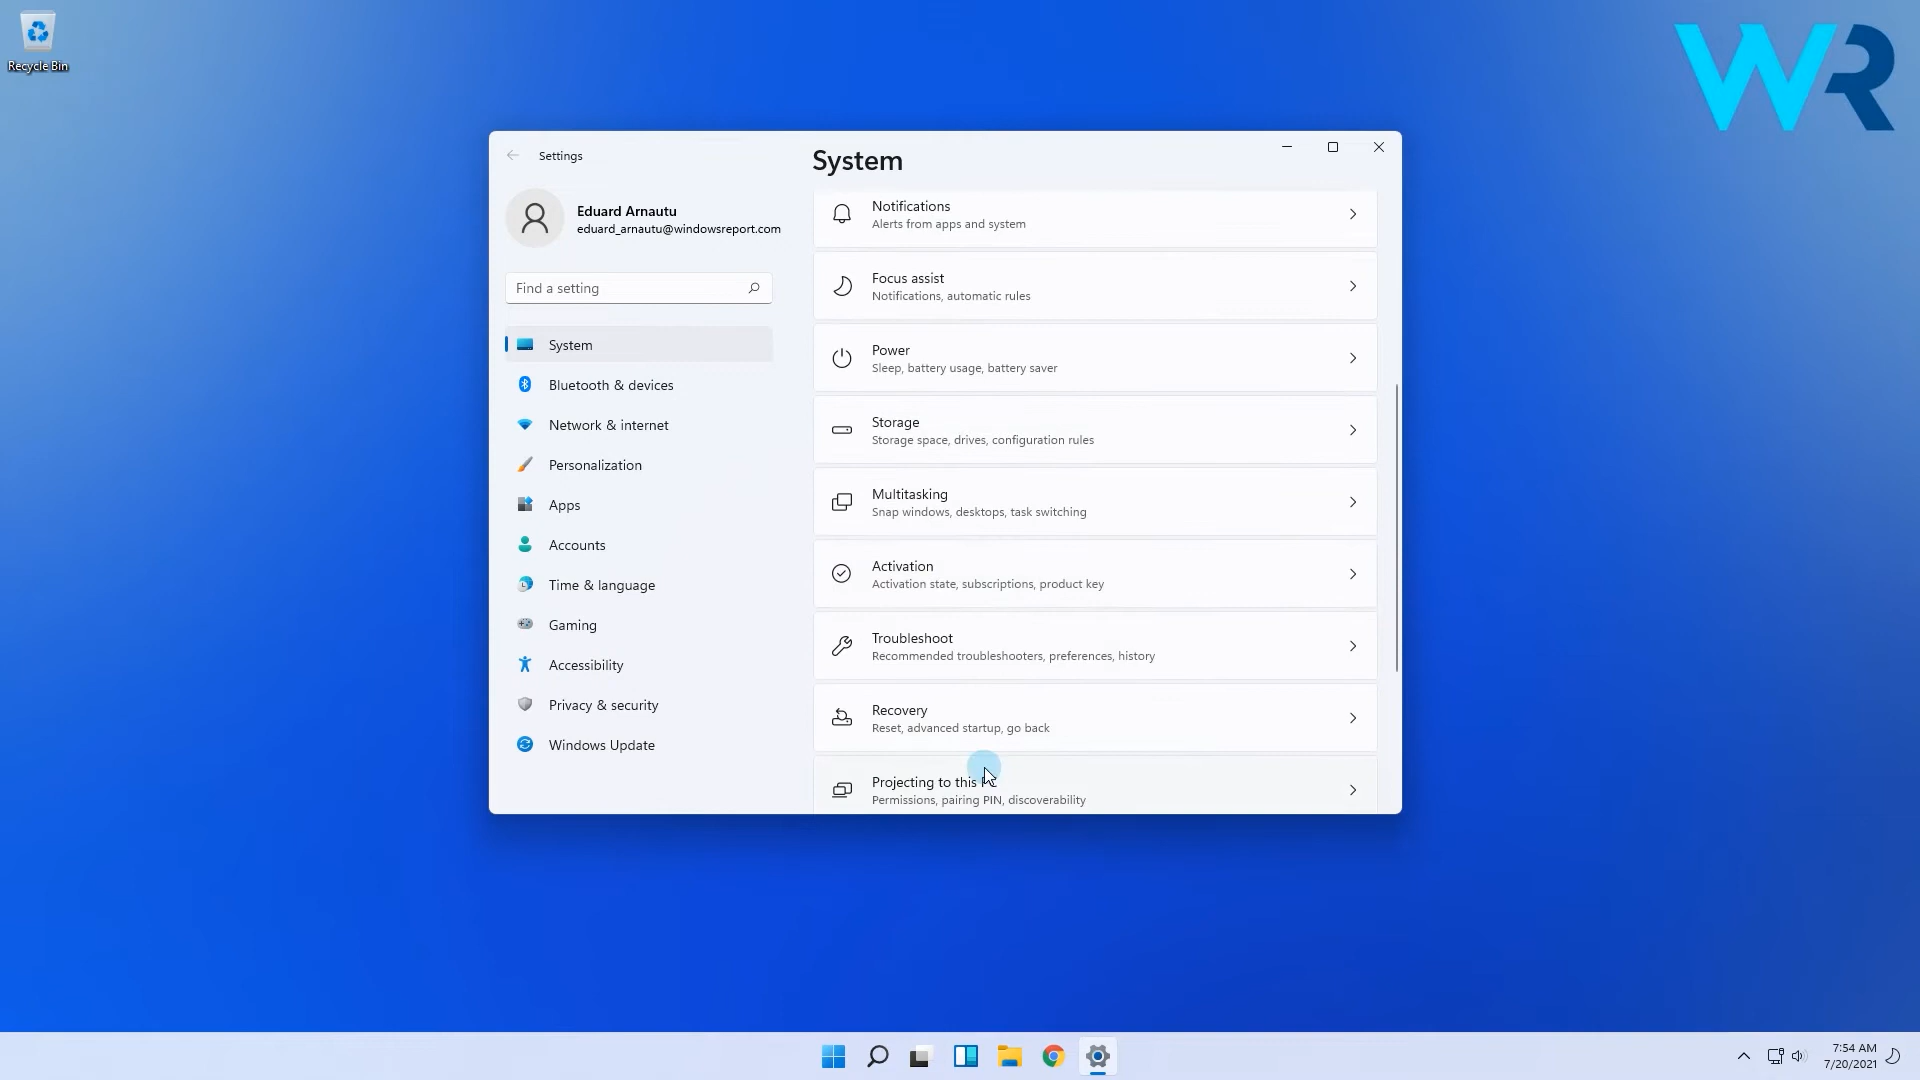 Recycle Bin
WR
Settings
Eduard Arnautu
eduard_arnautu@windowsreport.com
Find a setting
System
Bluetooth & devices
Network & internet
Personalization
Apps
Accounts
Time & language
Gaming
Accessibility
Privacy & security
Windows Update
System
Notifications
Alerts from apps and system
Focus assist
Notifications, automatic rules
Power
Sleep, battery usage, battery saver
Storage
Storage space, drives, configuration rules
Multitasking
Snap windows, desktops, task switching
Activation
Activation state, subscriptions, product key
Troubleshoot
Recommended troubleshooters, preferences, history
Recovery
Reset, advanced startup, go back
Projecting to this PC
Permissions, pairing PIN, discoverability
7:54 AM
7/20/2021